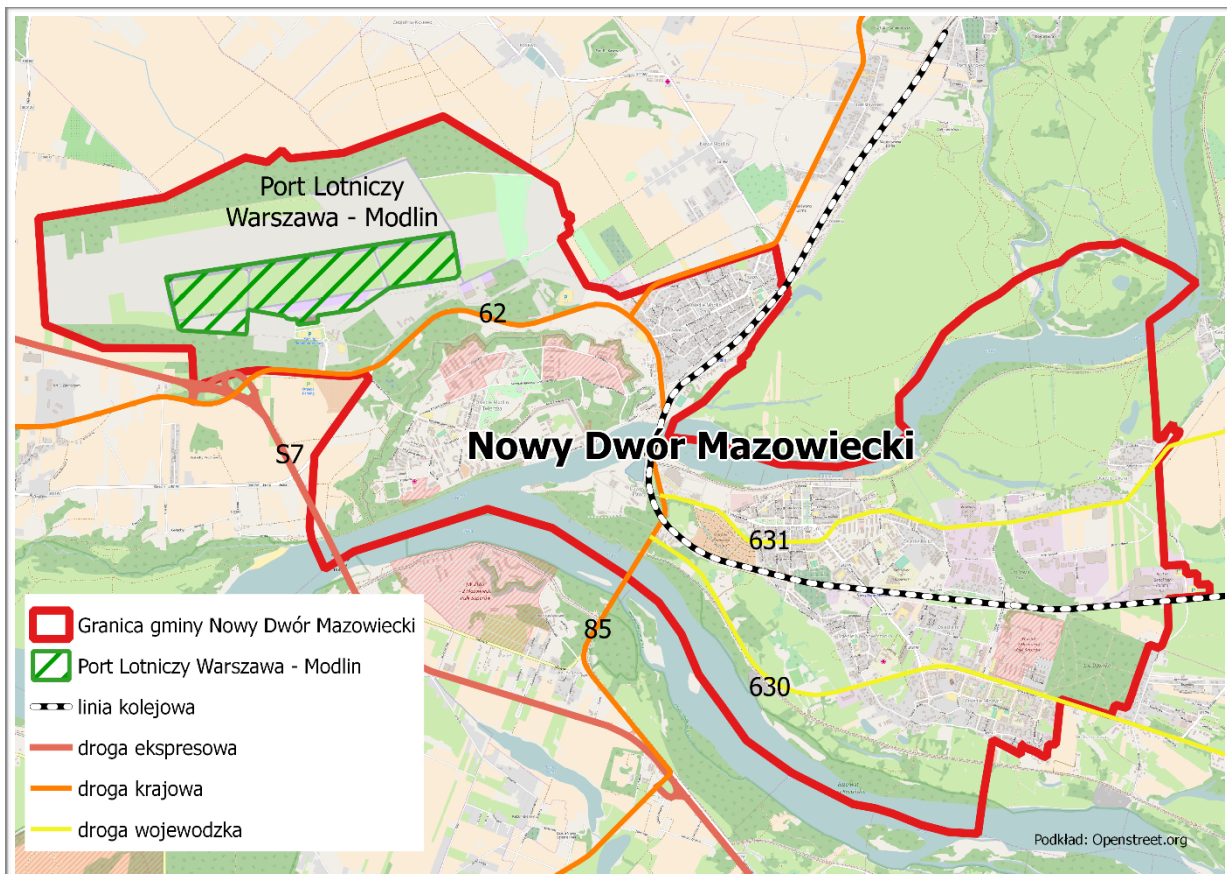 Port Lotniczy
Warszawa - Modlin
62
S7
Nowy Dwór Mazowiecki
631
85
630
Granica gminy Nowy Dwór Mazowiecki
Port Lotniczy Warszawa - Modlin
linia kolejowa
droga ekspresowa
droga krajowa
droga wojewodzka
Podkład: Openstreet.org